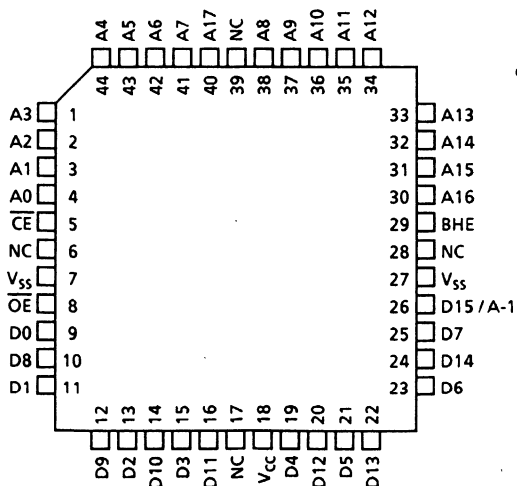 A4 A5 A6 A7 A17 NC A8 A9 A10 A11 A12
44 43 42 41 40 39 38 37 36 35 34
A3 1 33 A13
A2 2 32 A14
A1 3 31 A15
A0 4 30 A16
C̅E̅ 5 29 BHE
NC 6 28 NC
VSS 7 27 VSS
O̅E̅ 8 26 D15 / A-1
D0 9 25 D7
D8 10 24 D14
D1 11 23 D6
12 13 14 15 16 17 18 19 20 21 22
D9 D2 D10 D3 D11 NC VCC D4 D12 D5 D13